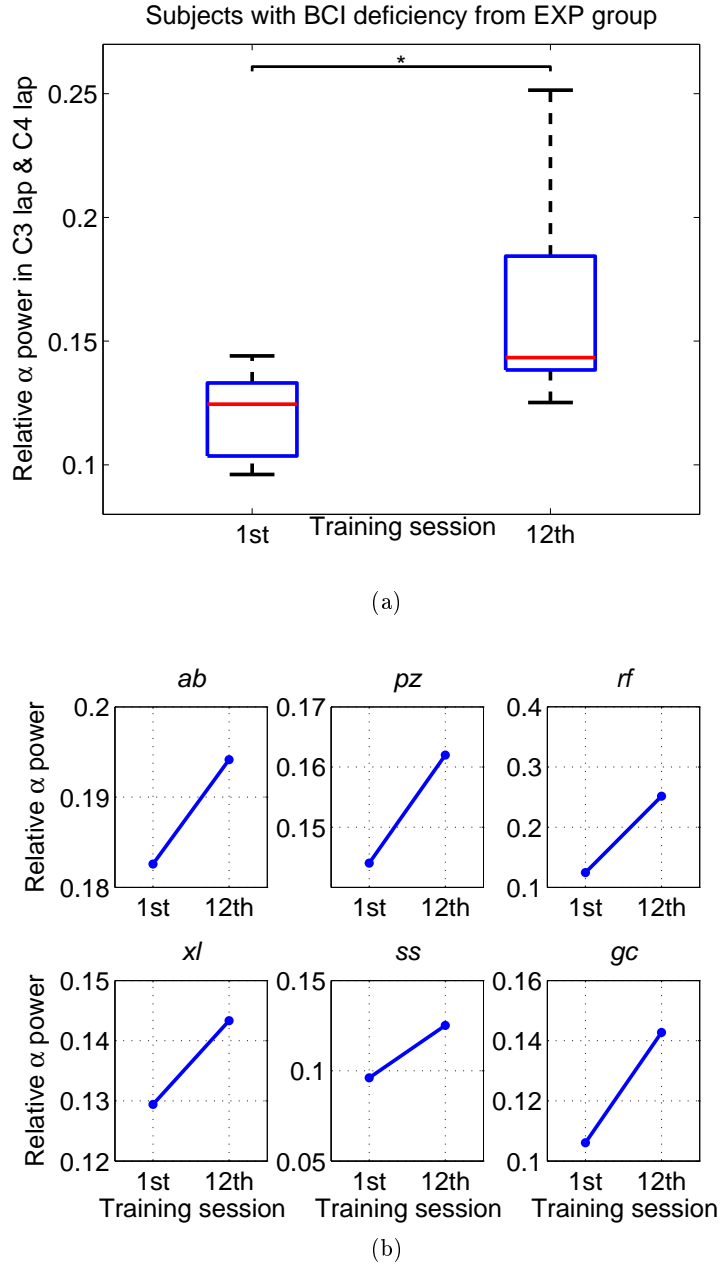 Subjects with BCI deficiency from EXP group
*
Relative α power in C3 lap & C4 lap
0.25
0.2
0.15
0.1
1st
Training session
12th
(a)
ab
pz
rf
Relative α power
0.2
0.19
0.18
1st 12th
0.17
0.16
0.15
1st 12th
0.4
0.3
0.2
0.1
1st 12th
xl
ss
gc
Relative α power
0.15
0.14
0.13
0.12
1st 12th
Training session
0.15
0.1
0.05
1st 12th
Training session
0.16
0.14
0.12
0.1
1st 12th
Training session
(b)